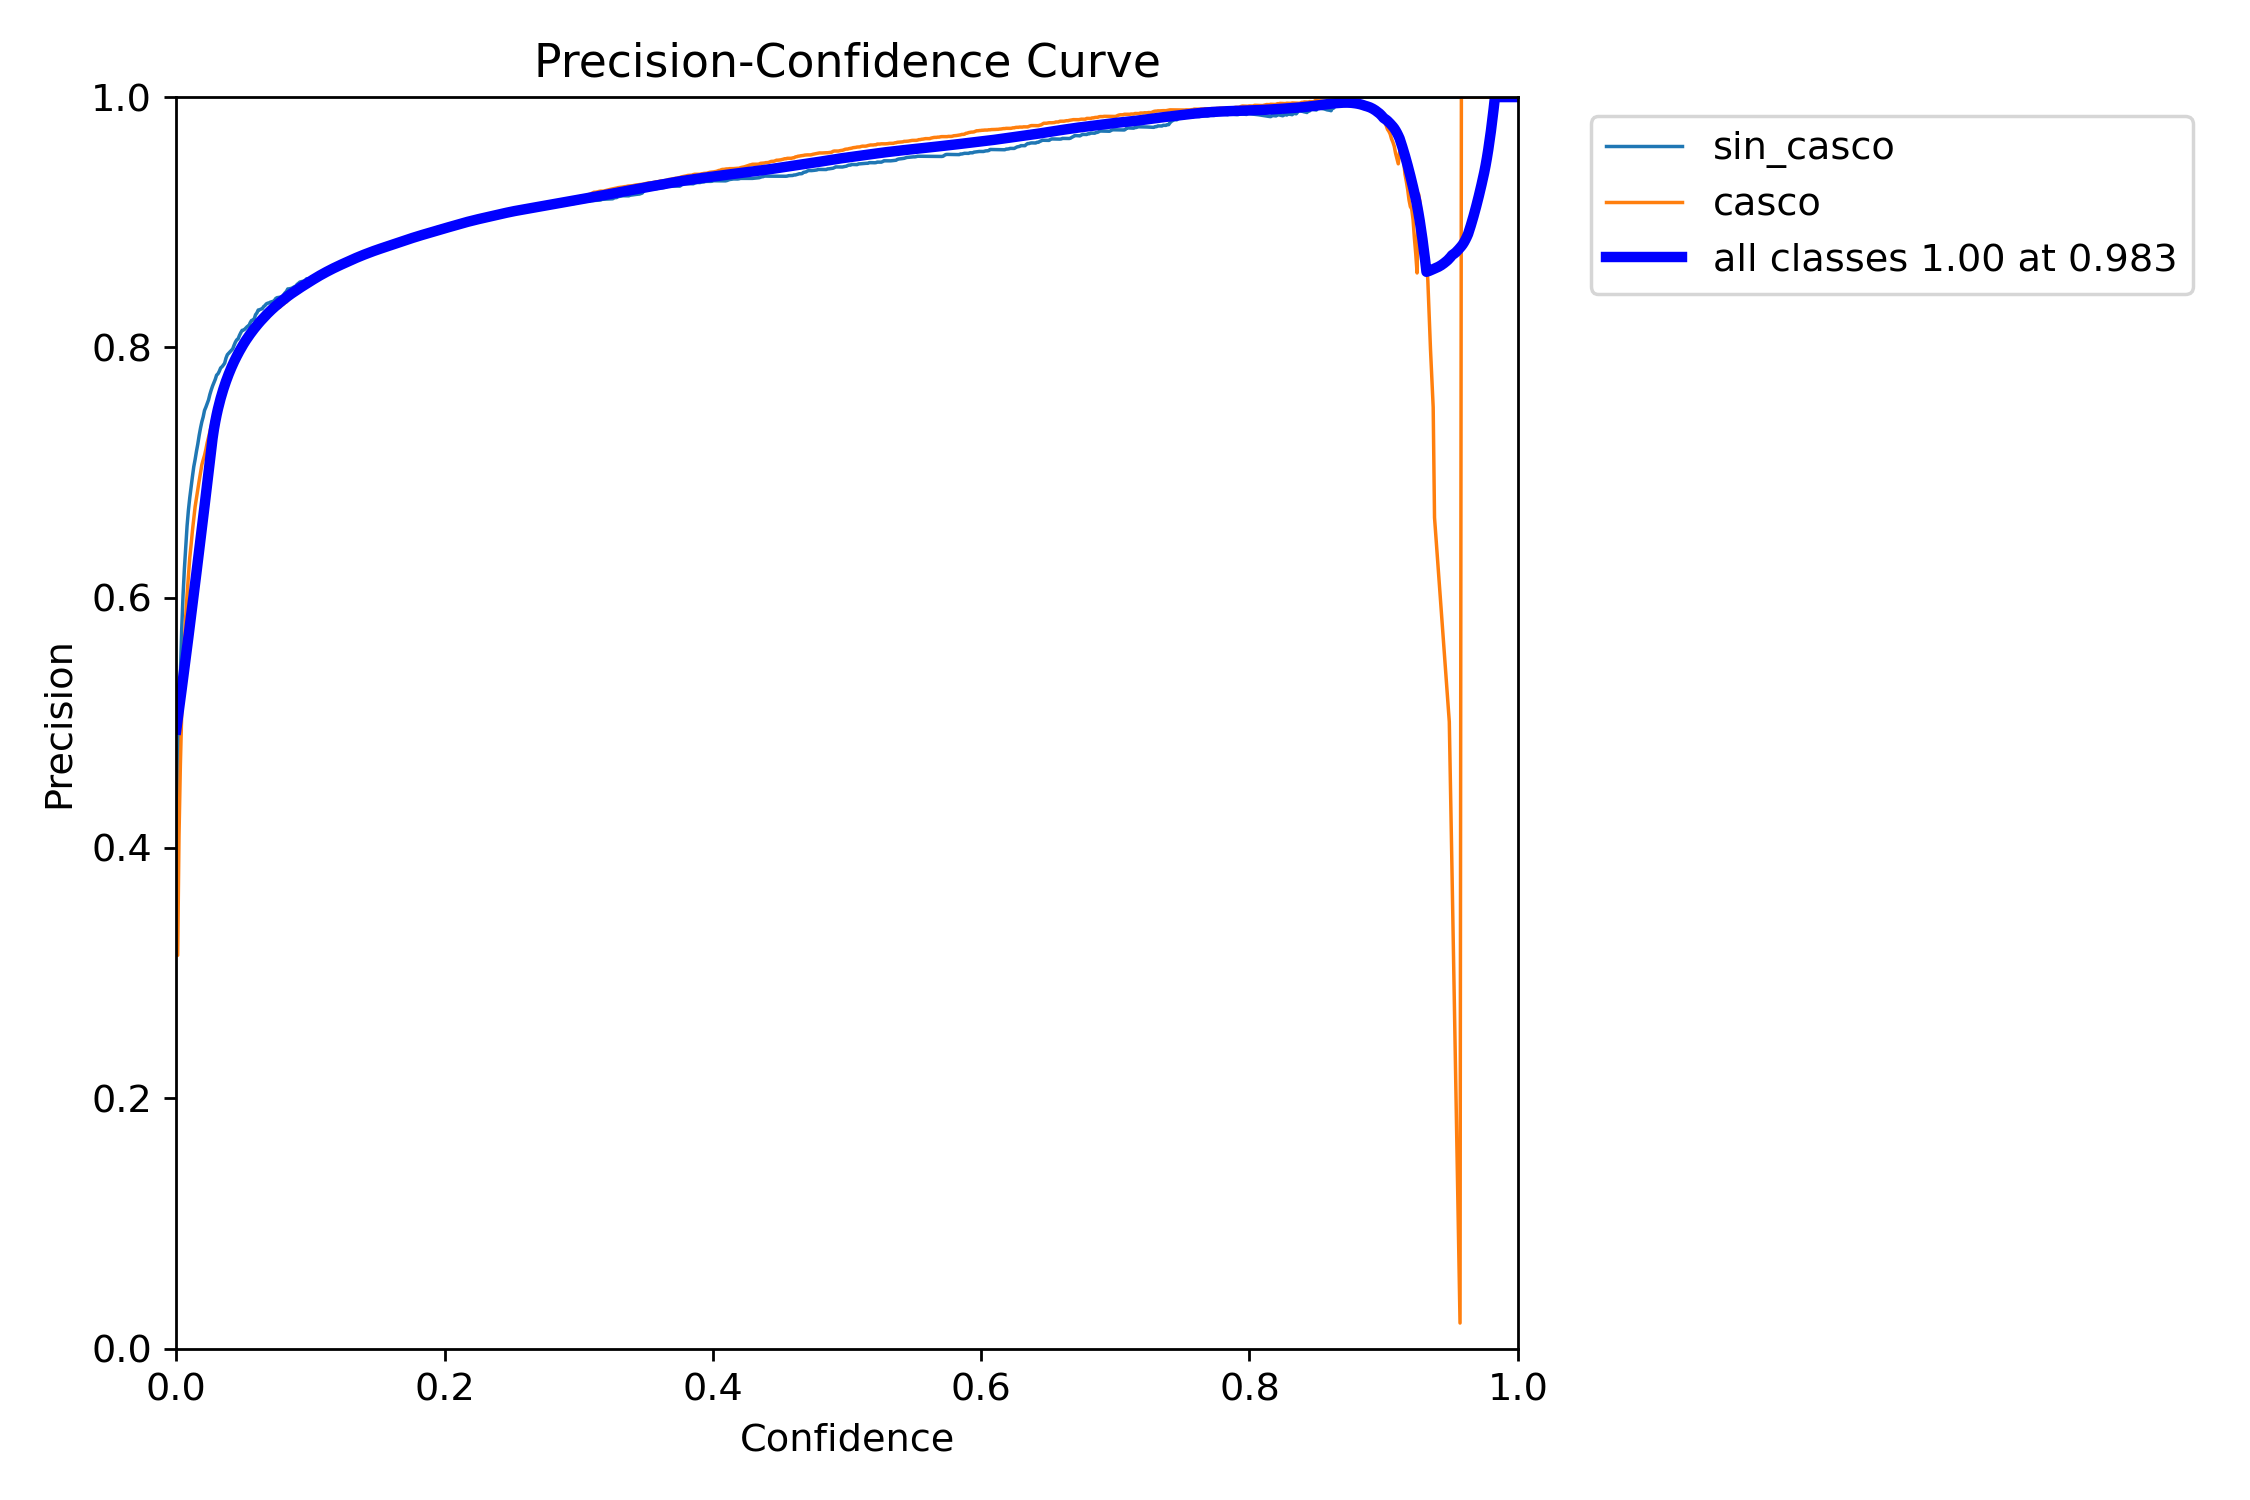 Precision-Confidence Curve
1.0
0.8
0.6
0.4
0.2
0.0
Precision
0.0 0.2 0.4 0.6 0.8 1.0
Confidence
sin_casco
casco
all classes 1.00 at 0.983